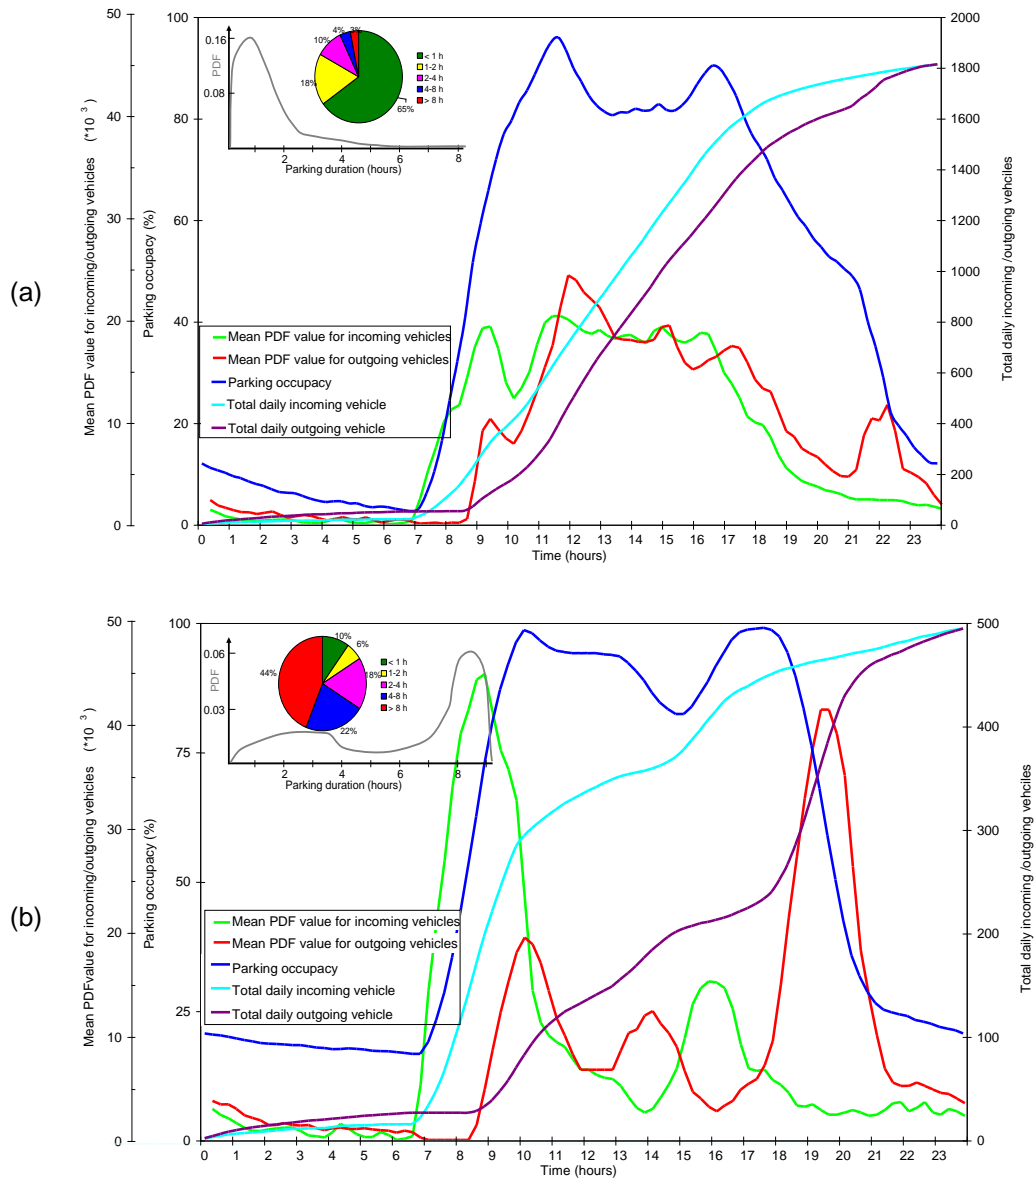 (a)
Mean PDF value for incoming/outgoing vehicles (*10 3 )
50
40
30
20
10
0
Parking occupancy (%)
100
80
60
40
20
0
Total daily incoming /outgoing vehciles
2000
1800
1600
1400
1200
1000
800
600
400
200
0
PDF
0.16
0.08
2 4 6 8
Parking duration (hours)
4% 3%
10%
18%
65%
< 1 h
1-2 h
2-4 h
4-8 h
> 8 h
Mean PDF value for incoming vehicles
Mean PDF value for outgoing vehicles
Parking occupancy
Total daily incoming vehicle
Total daily outgoing vehicle
0 1 2 3 4 5 6 7 8 9 10 11 12 13 14 15 16 17 18 19 20 21 22 23
Time (hours)
(b)
Mean PDFvalue for incoming/outgoing vehicles (*10 3 )
50
40
30
20
10
0
Parking occupancy (%)
100
75
50
25
0
Total daily incoming /outgoing vehciles
500
400
300
200
100
0
PDF
0.06
0.03
2 4 6 8
Parking duration (hours)
10%
6%
18%
22%
44%
< 1 h
1-2 h
2-4 h
4-8 h
> 8 h
Mean PDF value for incoming vehicles
Mean PDF value for outgoing vehicles
Parking occupancy
Total daily incoming vehicle
Total daily outgoing vehicle
0 1 2 3 4 5 6 7 8 9 10 11 12 13 14 15 16 17 18 19 20 21 22 23
Time (hours)